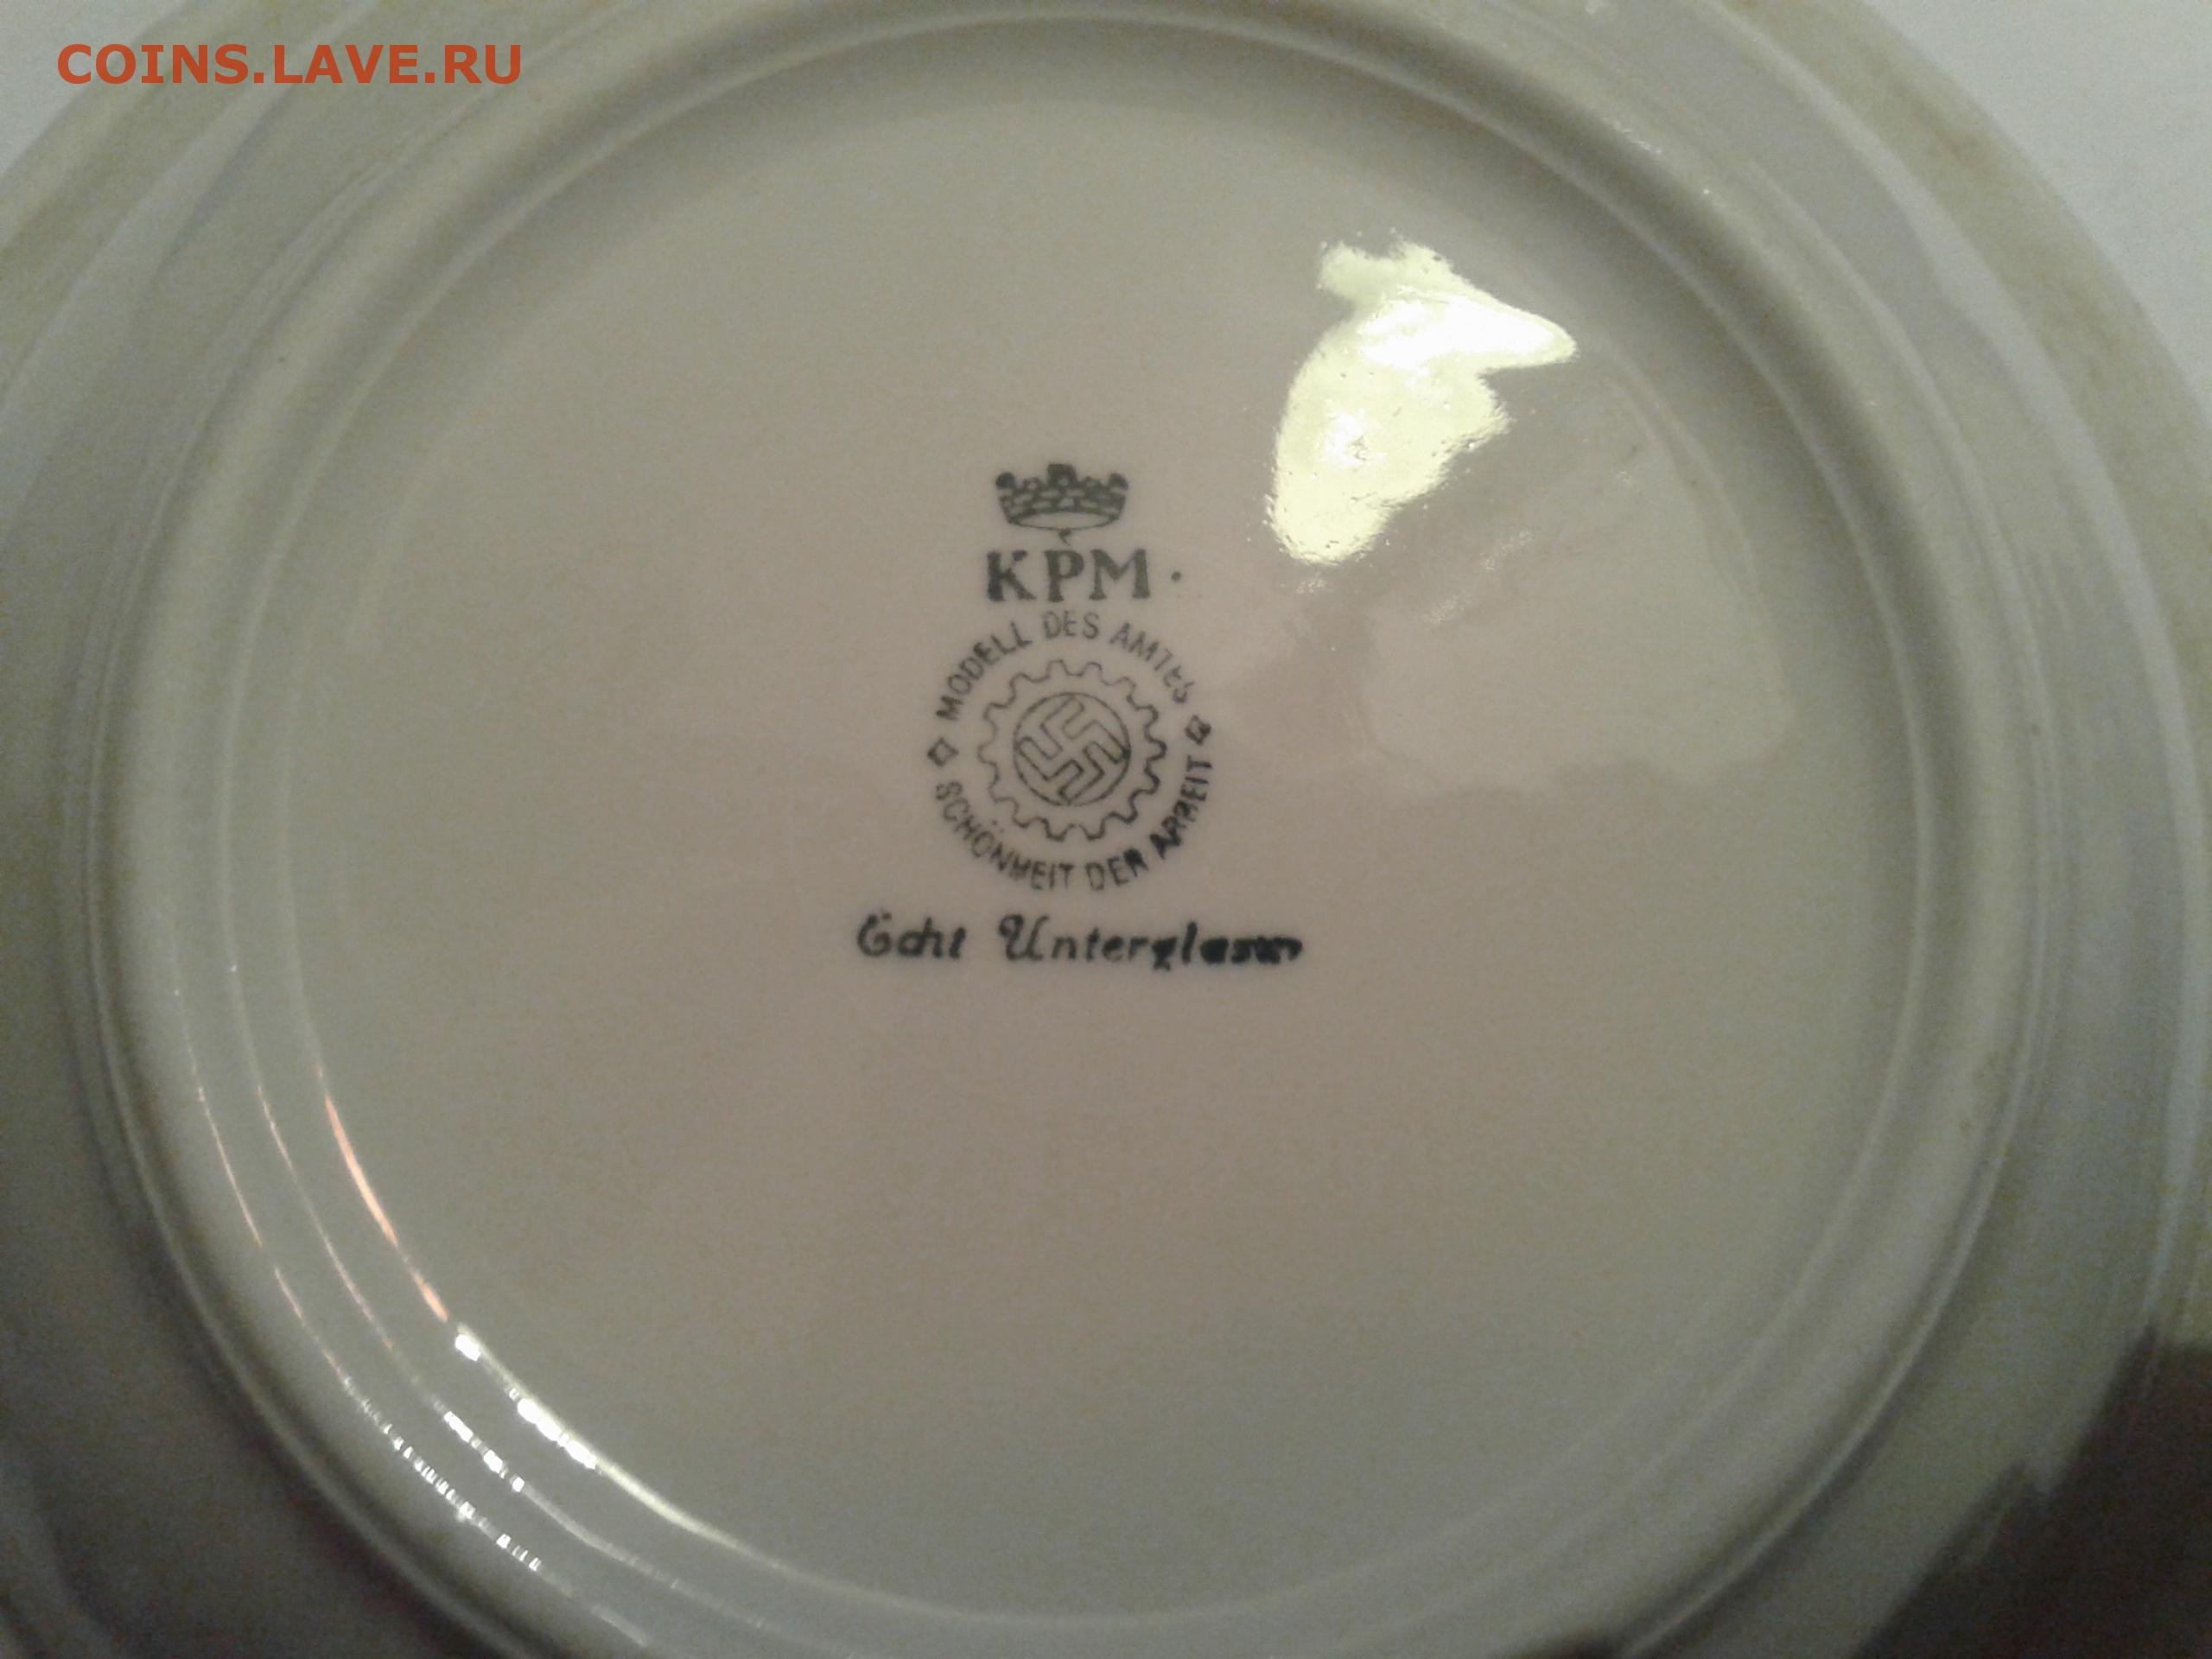 COINS.LAVE.RU
KPM
MODELL DES AMTES
SCHÖNHEIT DER ARBEIT
Echt Unterglasur